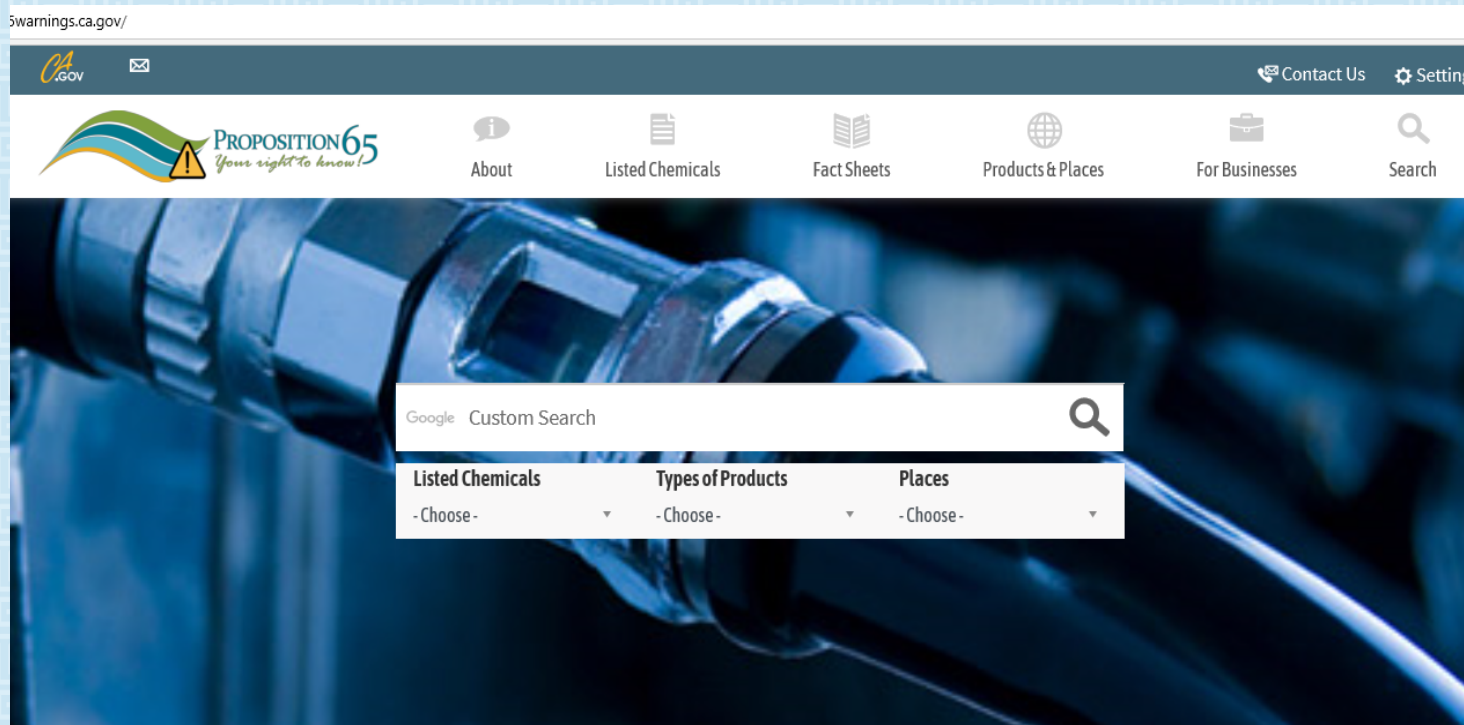 5warnings.ca.gov/
CA.GOV
Contact Us
Setting
PROPOSITION 65
Your right to know!
About
Listed Chemicals
Fact Sheets
Products & Places
For Businesses
Search
Google Custom Search
Listed Chemicals
Types of Products
Places
- Choose -
- Choose -
- Choose -